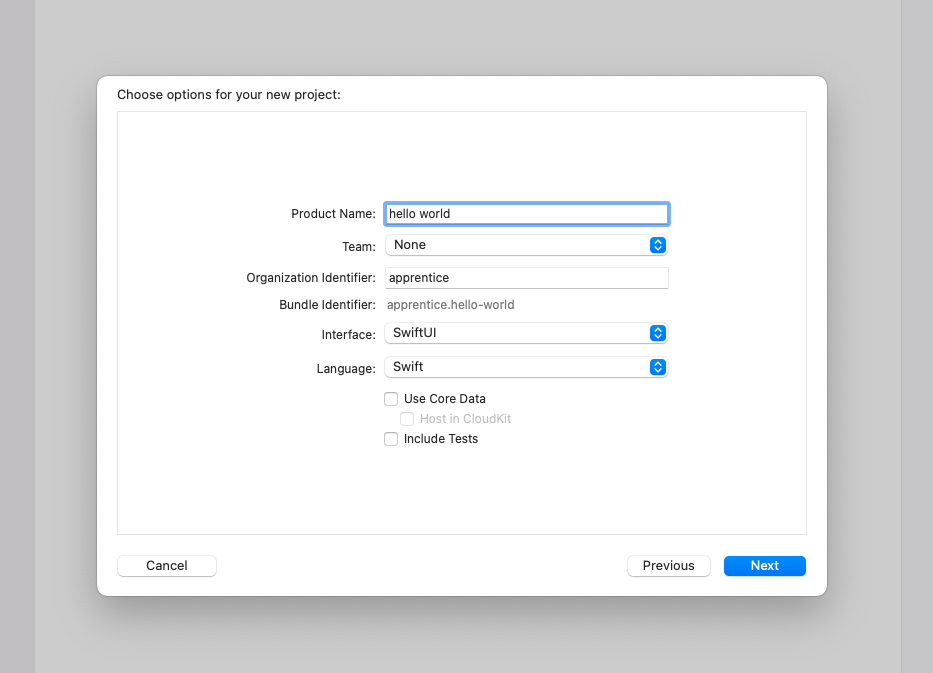 Choose options for your new project:
Product Name: hello world
Team: None
Organization Identifier: apprentice
Bundle Identifier: apprentice.hello-world
Interface: SwiftUI
Language: Swift
Use Core Data
Host in CloudKit
Include Tests
Cancel Previous Next